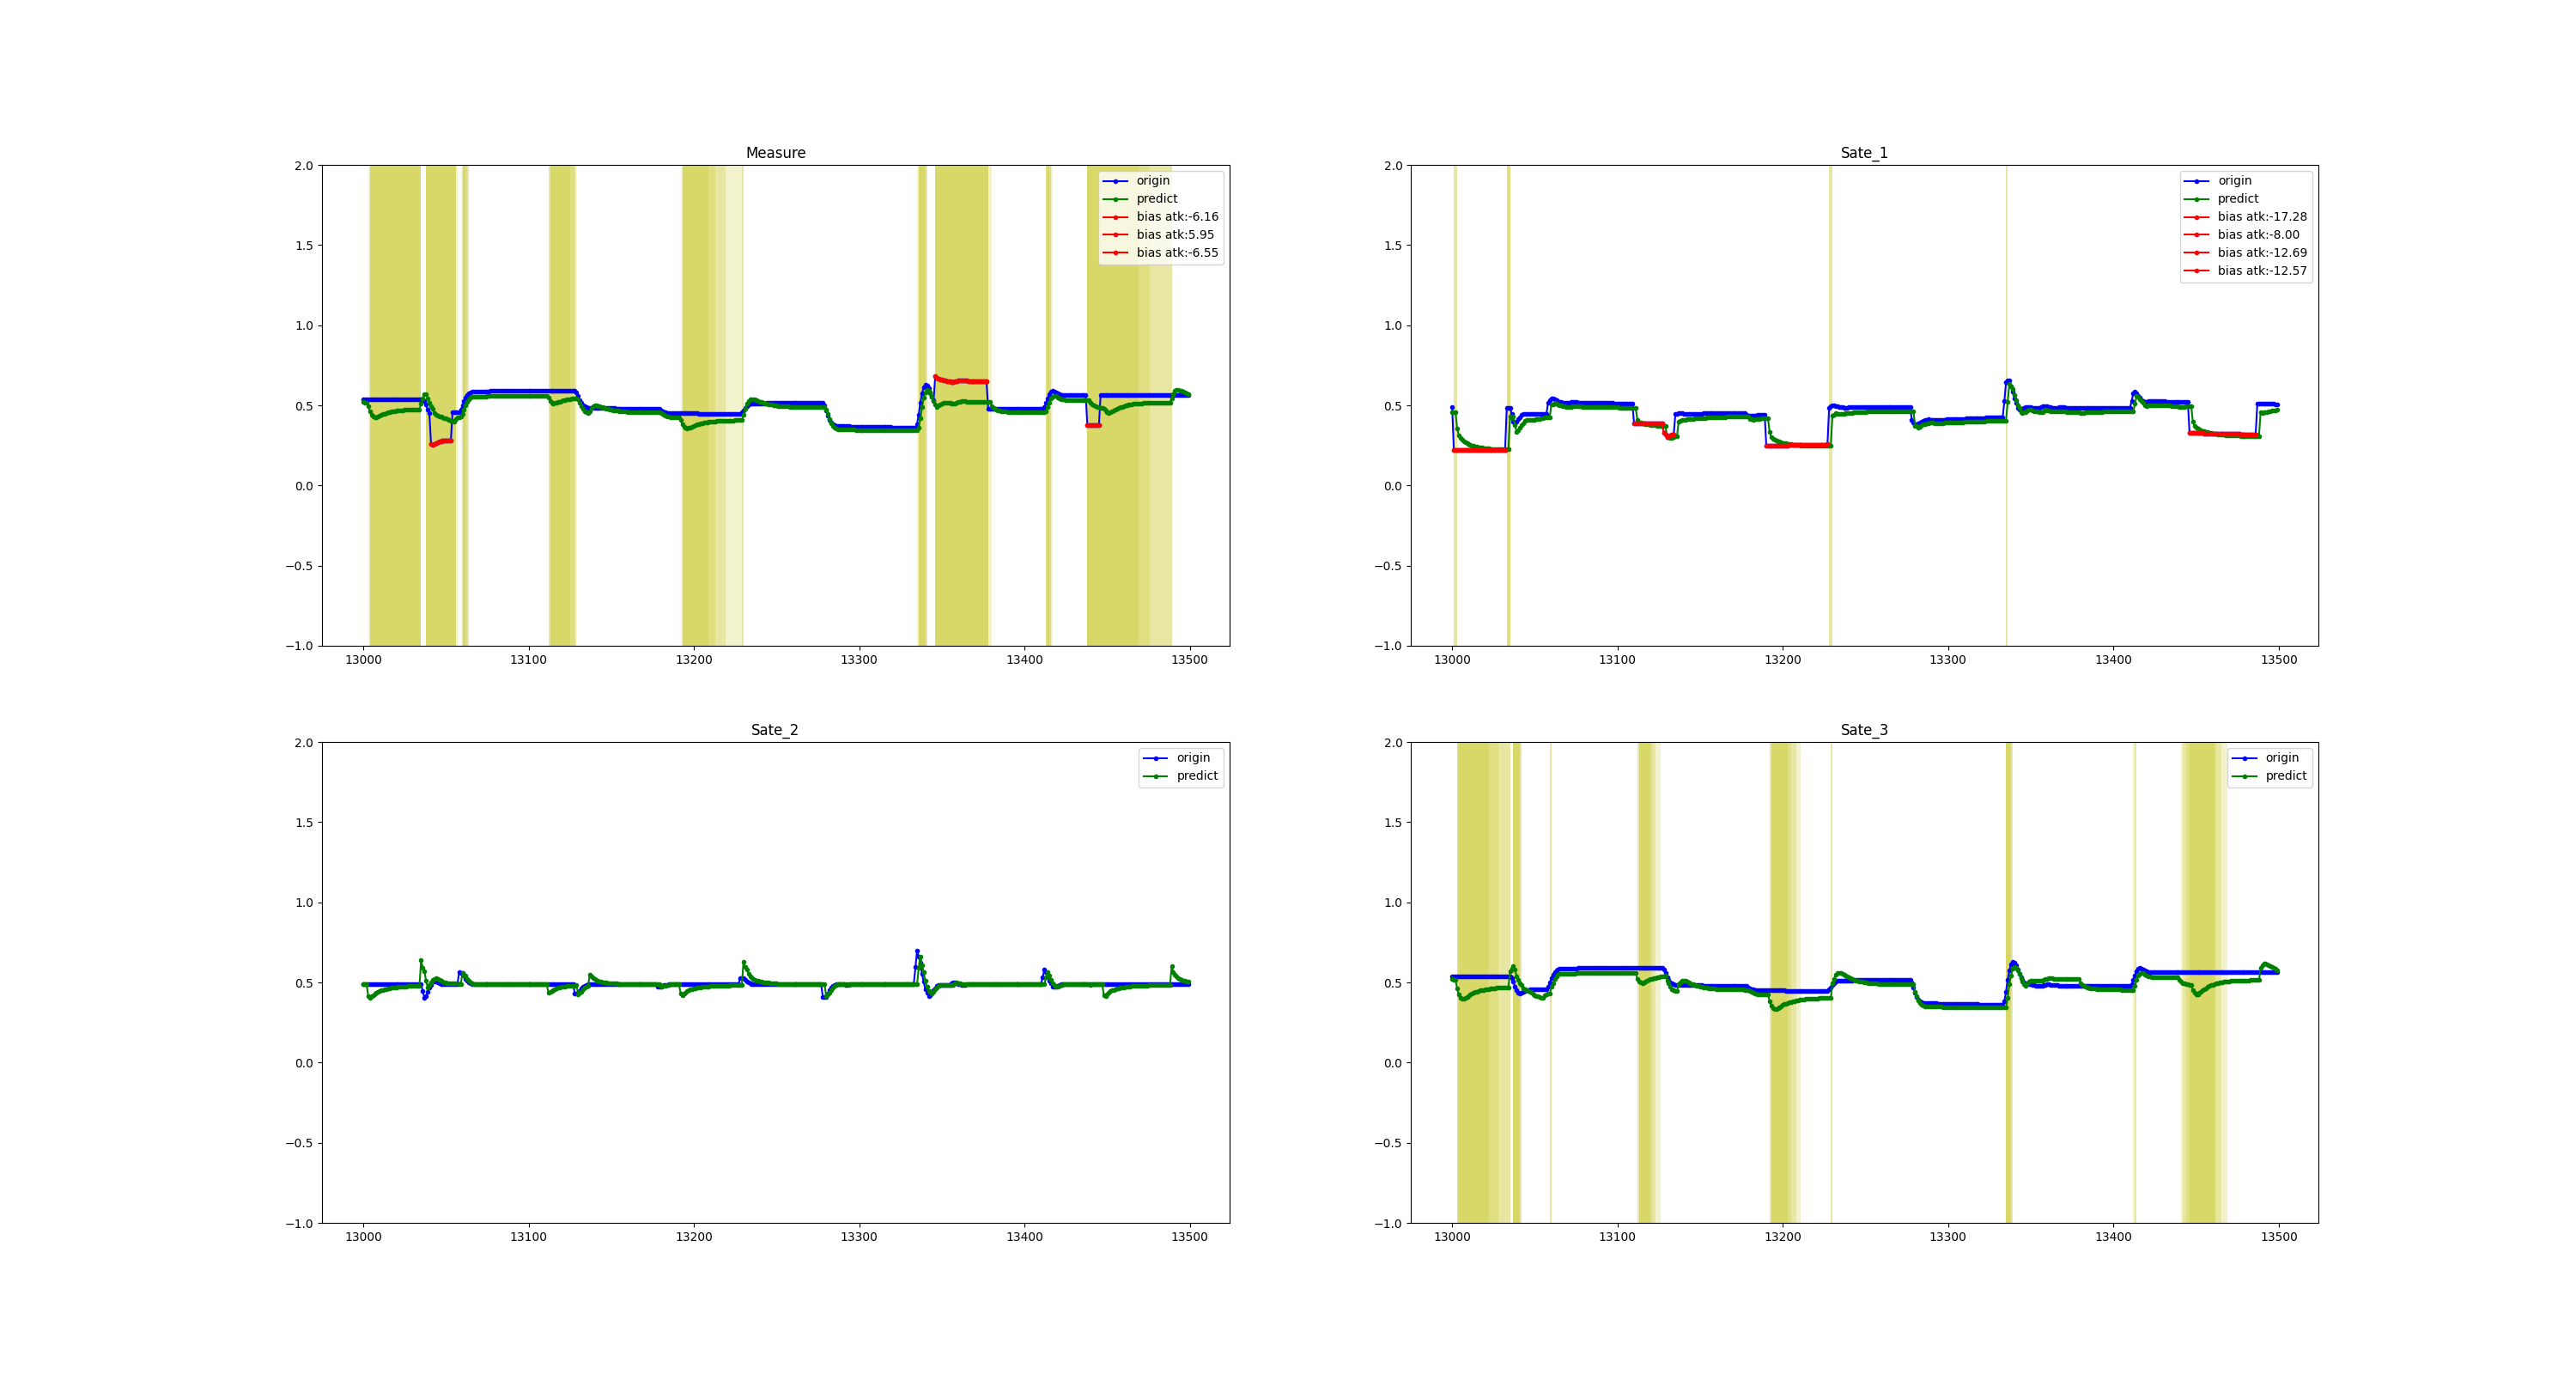 Measure
2.0
1.5
1.0
0.5
0.0
−0.5
−1.0
13000 13100 13200 13300 13400 13500
origin
predict
bias atk:-6.16
bias atk:5.95
bias atk:-6.55
Sate_1
2.0
1.5
1.0
0.5
0.0
−0.5
−1.0
13000 13100 13200 13300 13400 13500
origin
predict
bias atk:-17.28
bias atk:-8.00
bias atk:-12.69
bias atk:-12.57
Sate_2
2.0
1.5
1.0
0.5
0.0
−0.5
−1.0
13000 13100 13200 13300 13400 13500
origin
predict
Sate_3
2.0
1.5
1.0
0.5
0.0
−0.5
−1.0
13000 13100 13200 13300 13400 13500
origin
predict